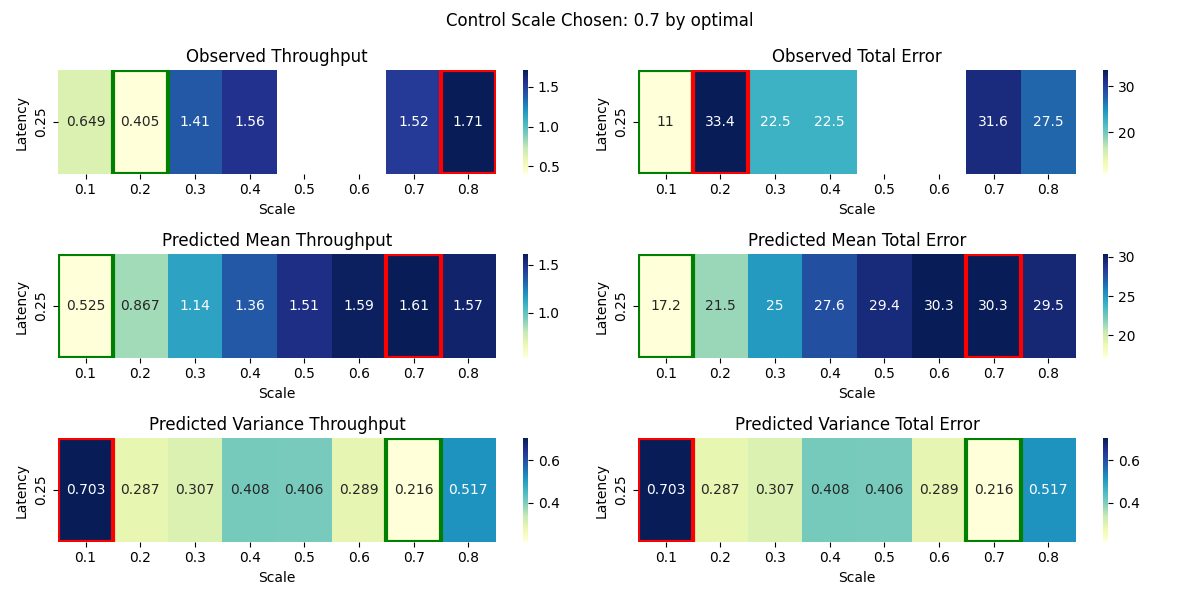 Control Scale Chosen: 0.7 by optimal
Observed Throughput
Latency
0.25
0.649 0.405 1.41 1.56 1.52 1.71
0.1 0.2 0.3 0.4 0.5 0.6 0.7 0.8
Scale
1.5
1.0
0.5
Observed Total Error
Latency
0.25
11 33.4 22.5 22.5 31.6 27.5
0.1 0.2 0.3 0.4 0.5 0.6 0.7 0.8
Scale
30
20
Predicted Mean Throughput
Latency
0.25
0.525 0.867 1.14 1.36 1.51 1.59 1.61 1.57
0.1 0.2 0.3 0.4 0.5 0.6 0.7 0.8
Scale
1.5
1.0
Predicted Mean Total Error
Latency
0.25
17.2 21.5 25 27.6 29.4 30.3 30.3 29.5
0.1 0.2 0.3 0.4 0.5 0.6 0.7 0.8
Scale
30
25
20
Predicted Variance Throughput
Latency
0.25
0.703 0.287 0.307 0.408 0.406 0.289 0.216 0.517
0.1 0.2 0.3 0.4 0.5 0.6 0.7 0.8
Scale
0.6
0.4
Predicted Variance Total Error
Latency
0.25
0.703 0.287 0.307 0.408 0.406 0.289 0.216 0.517
0.1 0.2 0.3 0.4 0.5 0.6 0.7 0.8
Scale
0.6
0.4